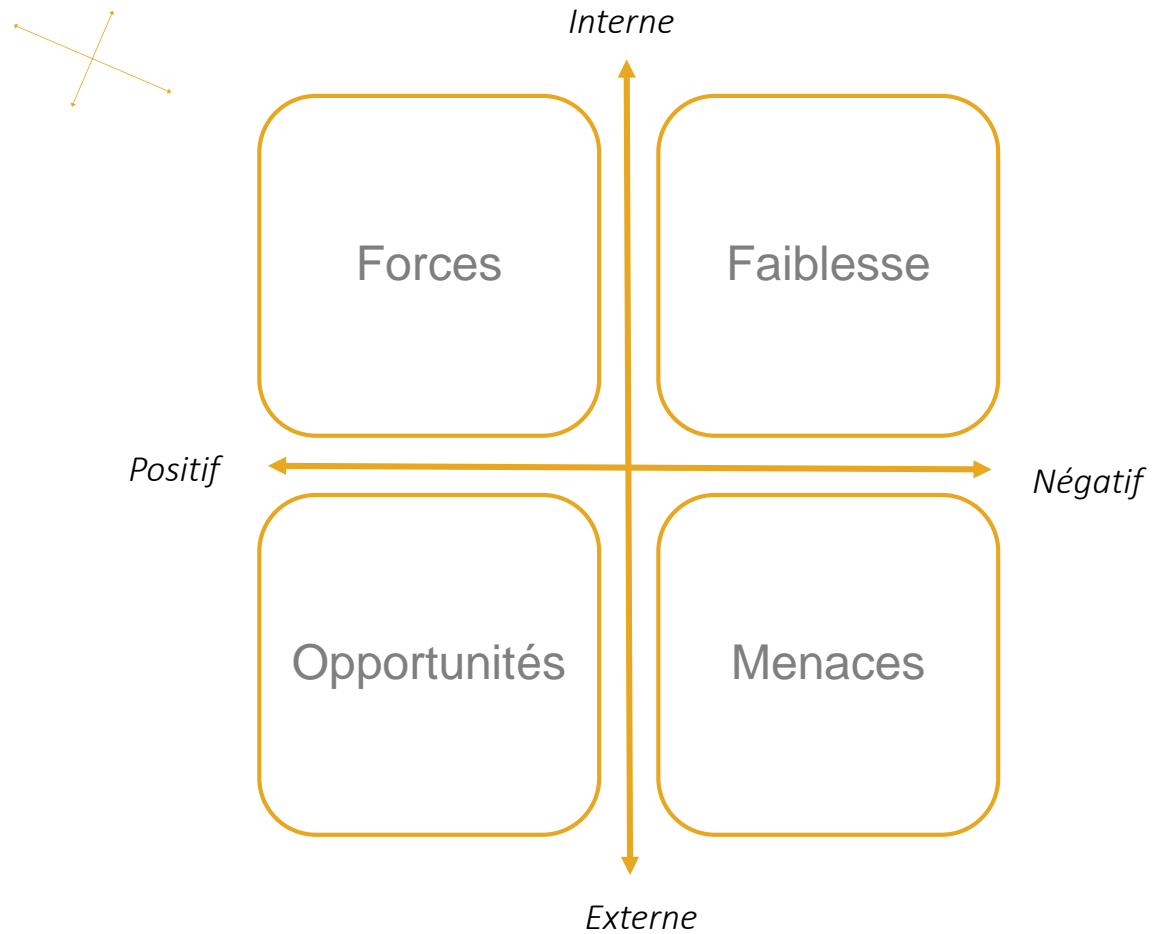 Interne
Forces
Faiblesse
Positif
Négatif
Opportunités
Menaces
Externe